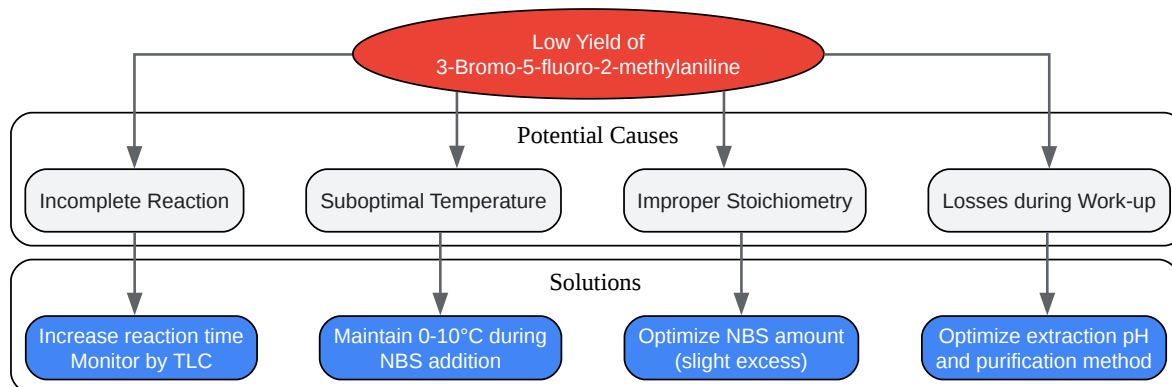 Low Yield of
3-Bromo-5-fluoro-2-methylaniline
Potential Causes
Incomplete Reaction
Suboptimal Temperature
Improper Stoichiometry
Losses during Work-up
Solutions
Increase reaction time
Monitor by TLC
Maintain 0-10°C during
NBS addition
Optimize NBS amount
(slight excess)
Optimize extraction pH
and purification method